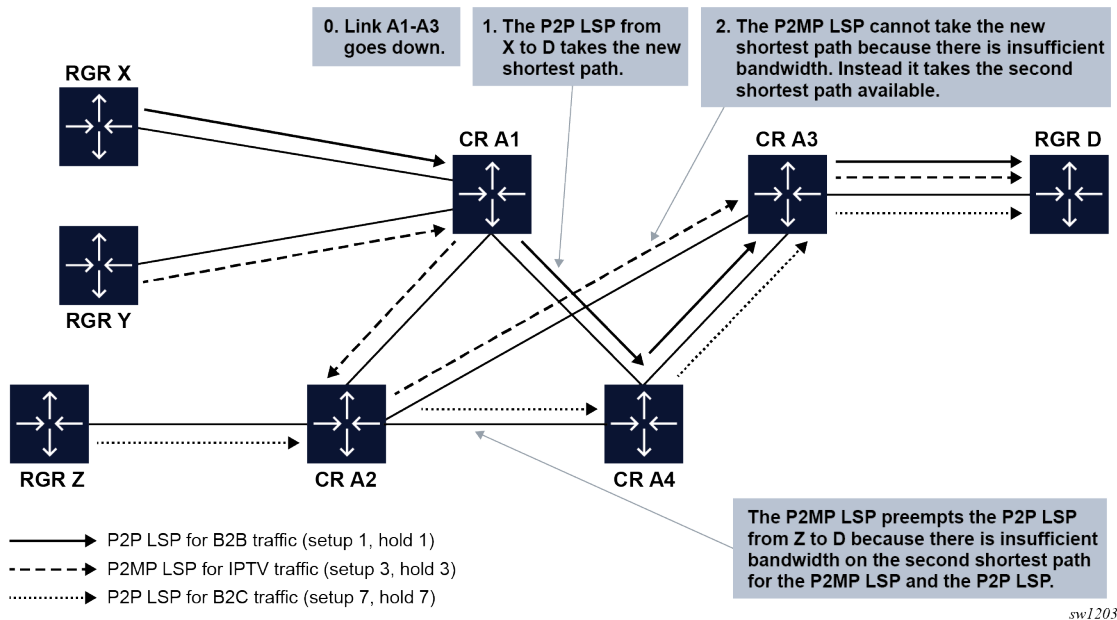 0. Link A1-A3
goes down.
1. The P2P LSP from
X to D takes the new
shortest path.
2. The P2MP LSP cannot take the new
shortest path because there is insufficient
bandwidth. Instead it takes the second
shortest path available.
RGR X
CR A1
CR A3
RGR D
RGR Y
RGR Z
CR A2
CR A4
The P2MP LSP preempts the P2P LSP
from Z to D because there is insufficient
bandwidth on the second shortest path
for the P2MP LSP and the P2P LSP.
P2P LSP for B2B traffic (setup 1, hold 1)
P2MP LSP for IPTV traffic (setup 3, hold 3)
P2P LSP for B2C traffic (setup 7, hold 7)
sw1203